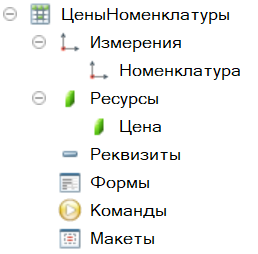 ЦеныНоменклатуры
Измерения
Номенклатура
Ресурсы
Цена
Реквизиты
Формы
Команды
Макеты